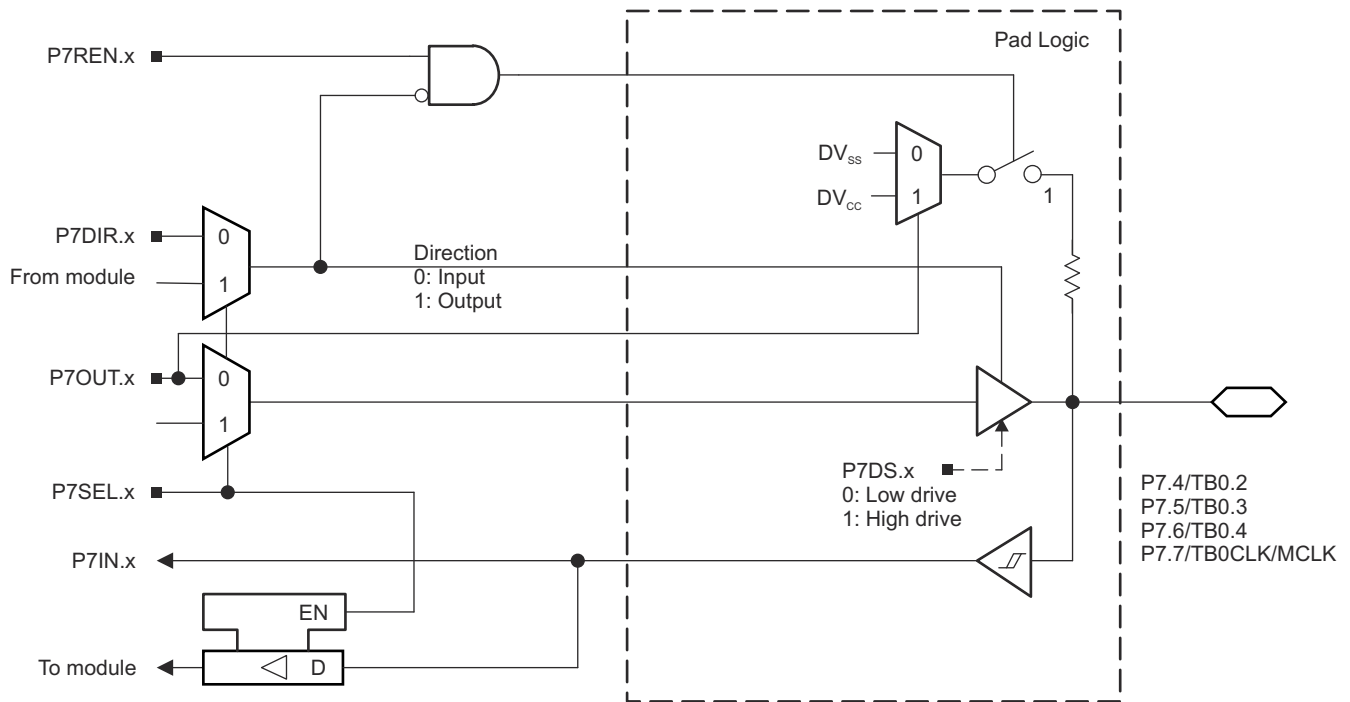 Pad Logic
P7REN.x
DVSS
0
DVCC
1
1
P7DIR.x
0
From module
1
Direction
0: Input
1: Output
P7OUT.x
0
1
P7DS.x
0: Low drive
1: High drive
P7SEL.x
P7.4/TB0.2
P7.5/TB0.3
P7.6/TB0.4
P7.7/TB0CLK/MCLK
P7IN.x
EN
To module
D